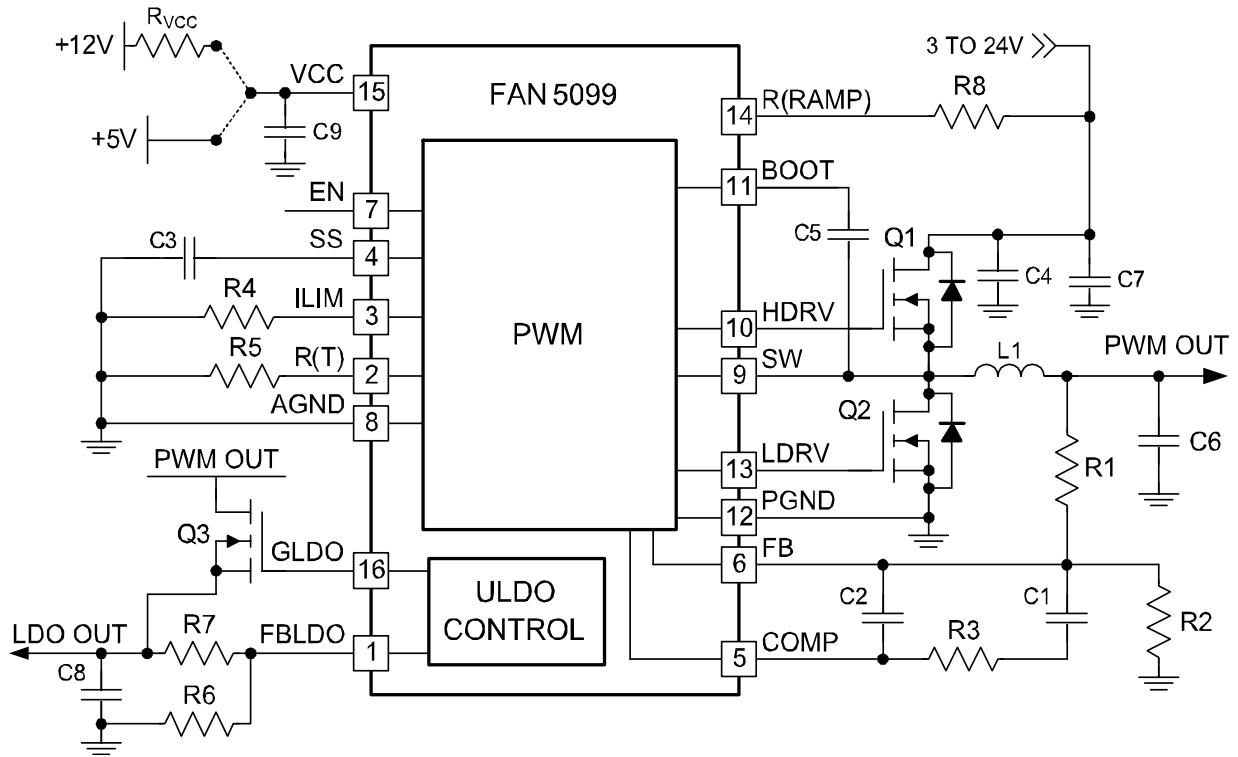 R_VCC
+12V
3 TO 24V
VCC
15
FAN 5099
R8
14
R(RAMP)
+5V
C9
BOOT
11
EN
7
C5
Q1
C3
SS
4
C4
C7
R4
ILIM
3
PWM
HDRV
10
R5
R(T)
2
SW
9
L1
PWM OUT
AGND
8
Q2
C6
PWM OUT
LDRV
13
R1
PGND
12
Q3
GLDO
16
FB
6
ULDO
CONTROL
C2
C1
R2
LDO OUT
R7
FBLDO
1
COMP
5
R3
C8
R6